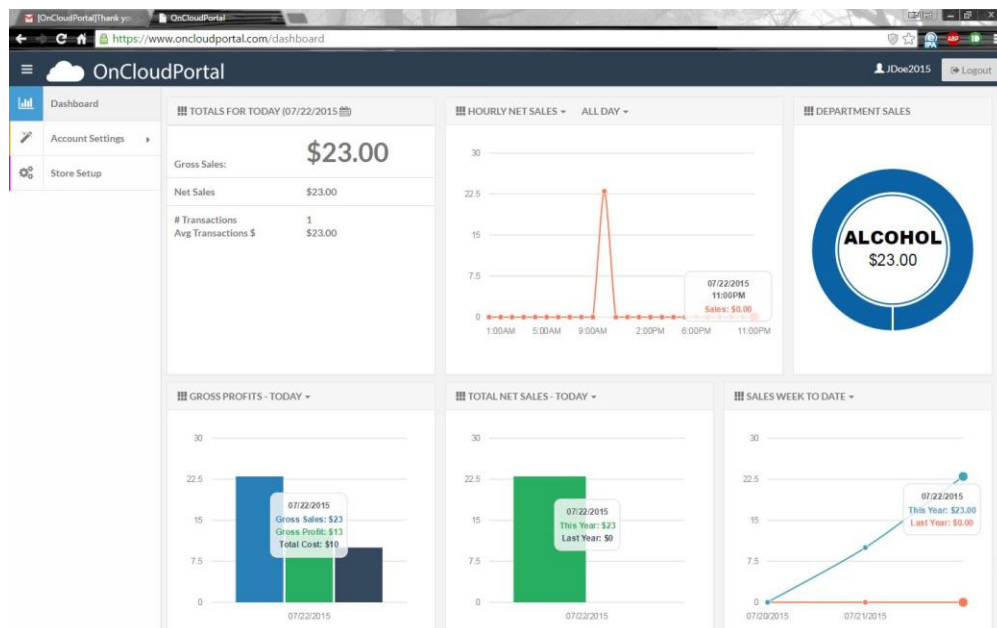 [OnCloudPortal]Thank yo
OnCloudPortal
https://www.oncloudportal.com/dashboard
ABP
OnCloudPortal
JDoe2015
Logout
Dashboard
Account Settings
Store Setup
TOTALS FOR TODAY (07/22/2015)
Gross Sales: $23.00
Net Sales $23.00
# Transactions 1
Avg Transactions $ $23.00
HOURLY NET SALES ALL DAY
30
22.5
15
7.5
0
07/22/2015
11:00PM
Sales: $0.00
1:00AM 5:00AM 9:00AM 2:00PM 6:00PM 11:00PM
DEPARTMENT SALES
ALCOHOL
$23.00
GROSS PROFITS - TODAY
30
22.5
15
7.5
0
07/22/2015
Gross Sales: $23
Gross Profit: $13
Total Cost: $10
07/22/2015
TOTAL NET SALES - TODAY
30
22.5
15
7.5
0
07/22/2015
This Year: $23
Last Year: $0
07/22/2015
SALES WEEK TO DATE
30
22.5
15
7.5
0
07/22/2015
This Year: $23.00
Last Year: $0.00
07/20/2015 07/21/2015